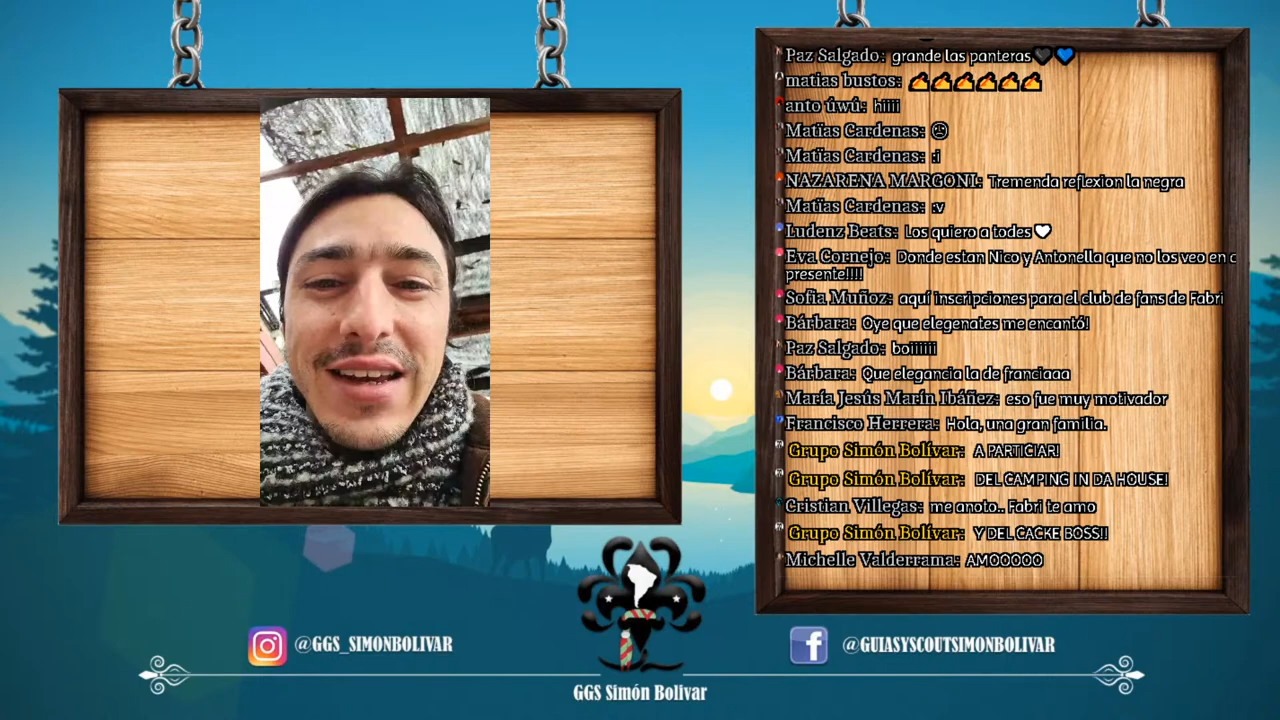 Paz Salgado: grande las panteras🖤💙
matias bustos: ✍✍✍✍✍✍
anto úwú: hiiii
Matïas Cardenas: 😢
Matïas Cardenas: :i
NAZARENA MARGONI: Tremenda reflexion la negra
Matïas Cardenas: :v
Ludenz Beats: Los quiero a todes🤍
Eva Cornejo: Donde estan Nico y Antonella que no los veo en c
presente!!!!
Sofia Muñoz: aquí inscripciones para el club de fans de Fabri
Bárbara: Oye que elegenates me encantó!
Paz Salgado: boiiiiii
Bárbara: Que elegancia la de franciaaa
María Jesús Marín Ibáñez: eso fue muy motivador
Francisco Herrera: Hola, una gran familia.
Grupo Simón Bolívar: A PARTICIAR!
Grupo Simón Bolívar: DEL CAMPING IN DA HOUSE!
Cristian Villegas: me anoto.. Fabri te amo
Grupo Simón Bolívar: Y DEL CACKE BOSS!!
Michelle Valderrama: AMOOOOO
@GGS_SIMONBOLIVAR
@GUIASYSCOUTSIMONBOLIVAR
GGS Simón Bolivar